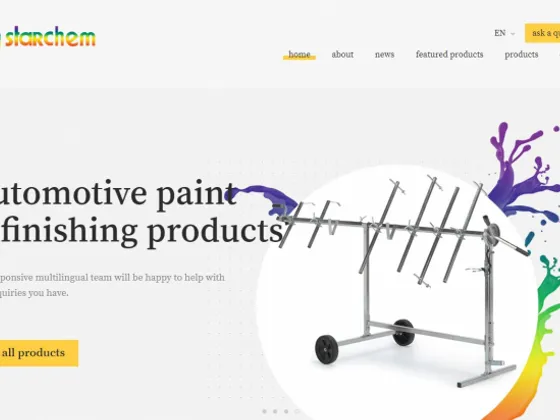 starchem
EN
ask a qu
home about news featured products products
utomotive paint
finishing products
ponsive multilingual team will be happy to help with
quiries you have.
all products